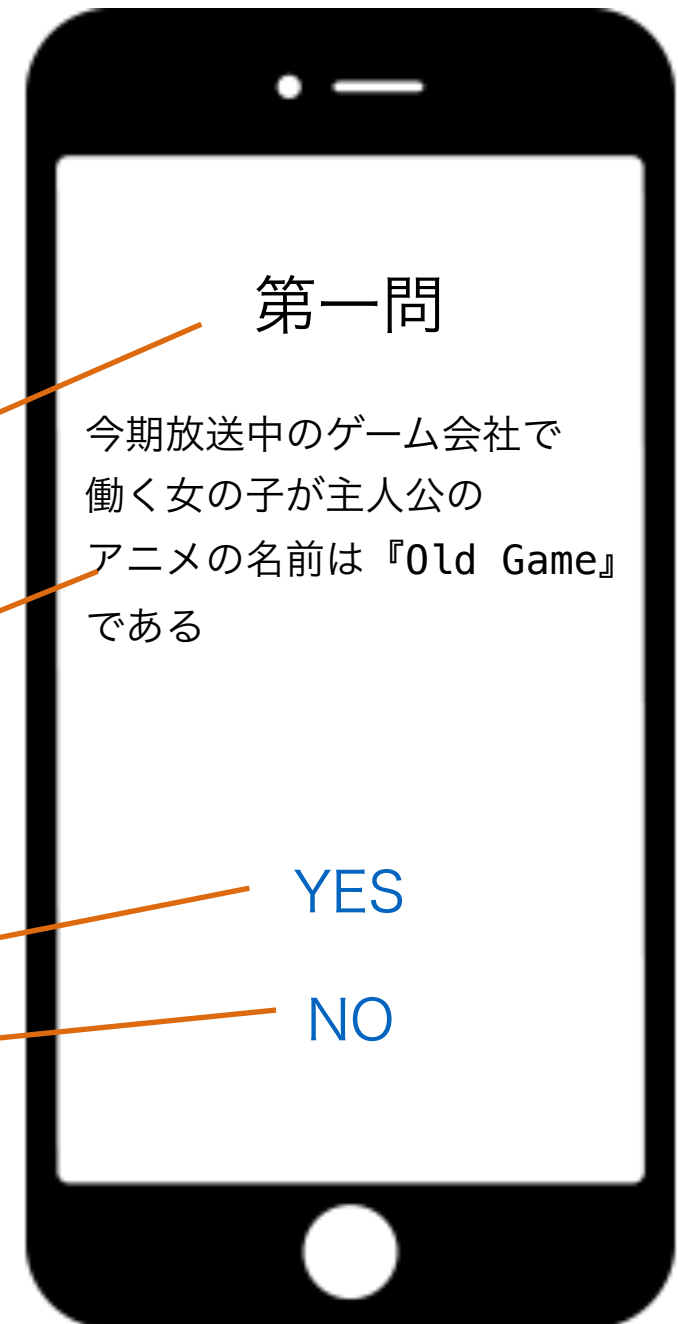 第一問
今期放送中のゲーム会社で
働く女の子が主人公の
アニメの名前は『Old Game』
である
YES
NO